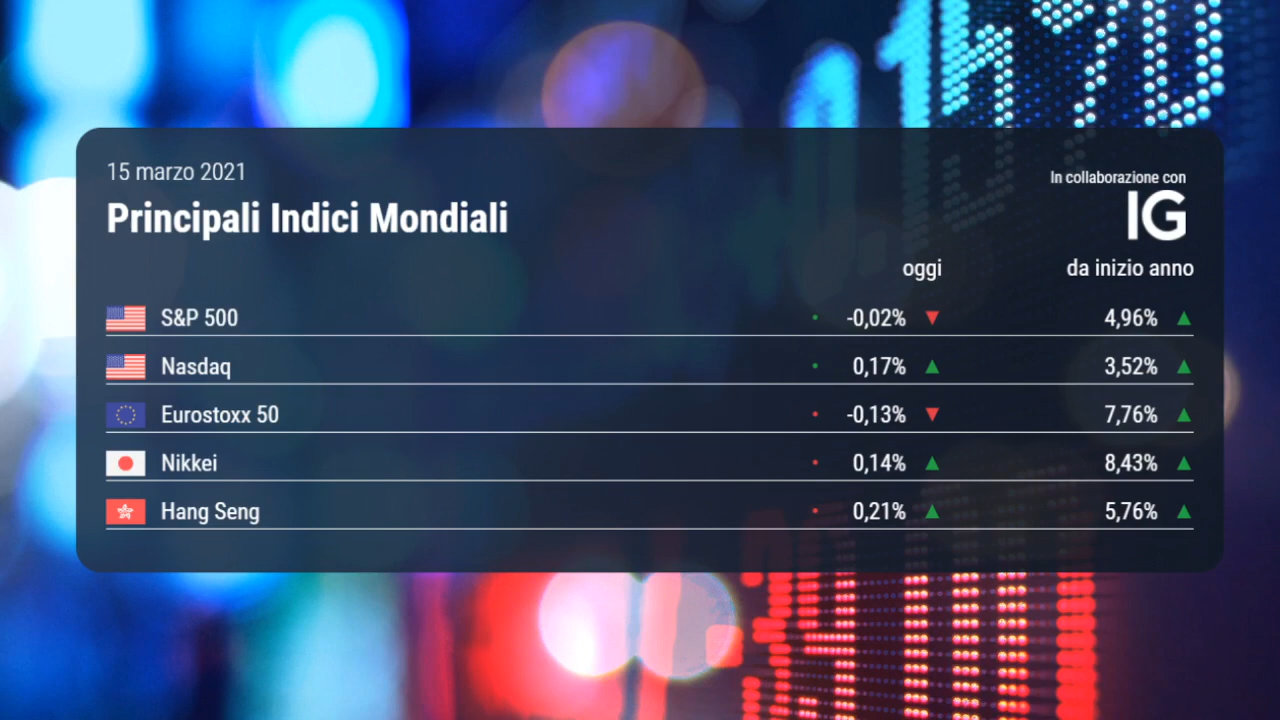 15 marzo 2021
In collaborazione con
Principali Indici Mondiali
IG
oggi da inizio anno
S&P 500 -0,02% ▼ 4,96% ▲
Nasdaq 0,17% ▲ 3,52% ▲
Eurostoxx 50 -0,13% ▼ 7,76% ▲
Nikkei 0,14% ▲ 8,43% ▲
Hang Seng 0,21% ▲ 5,76% ▲